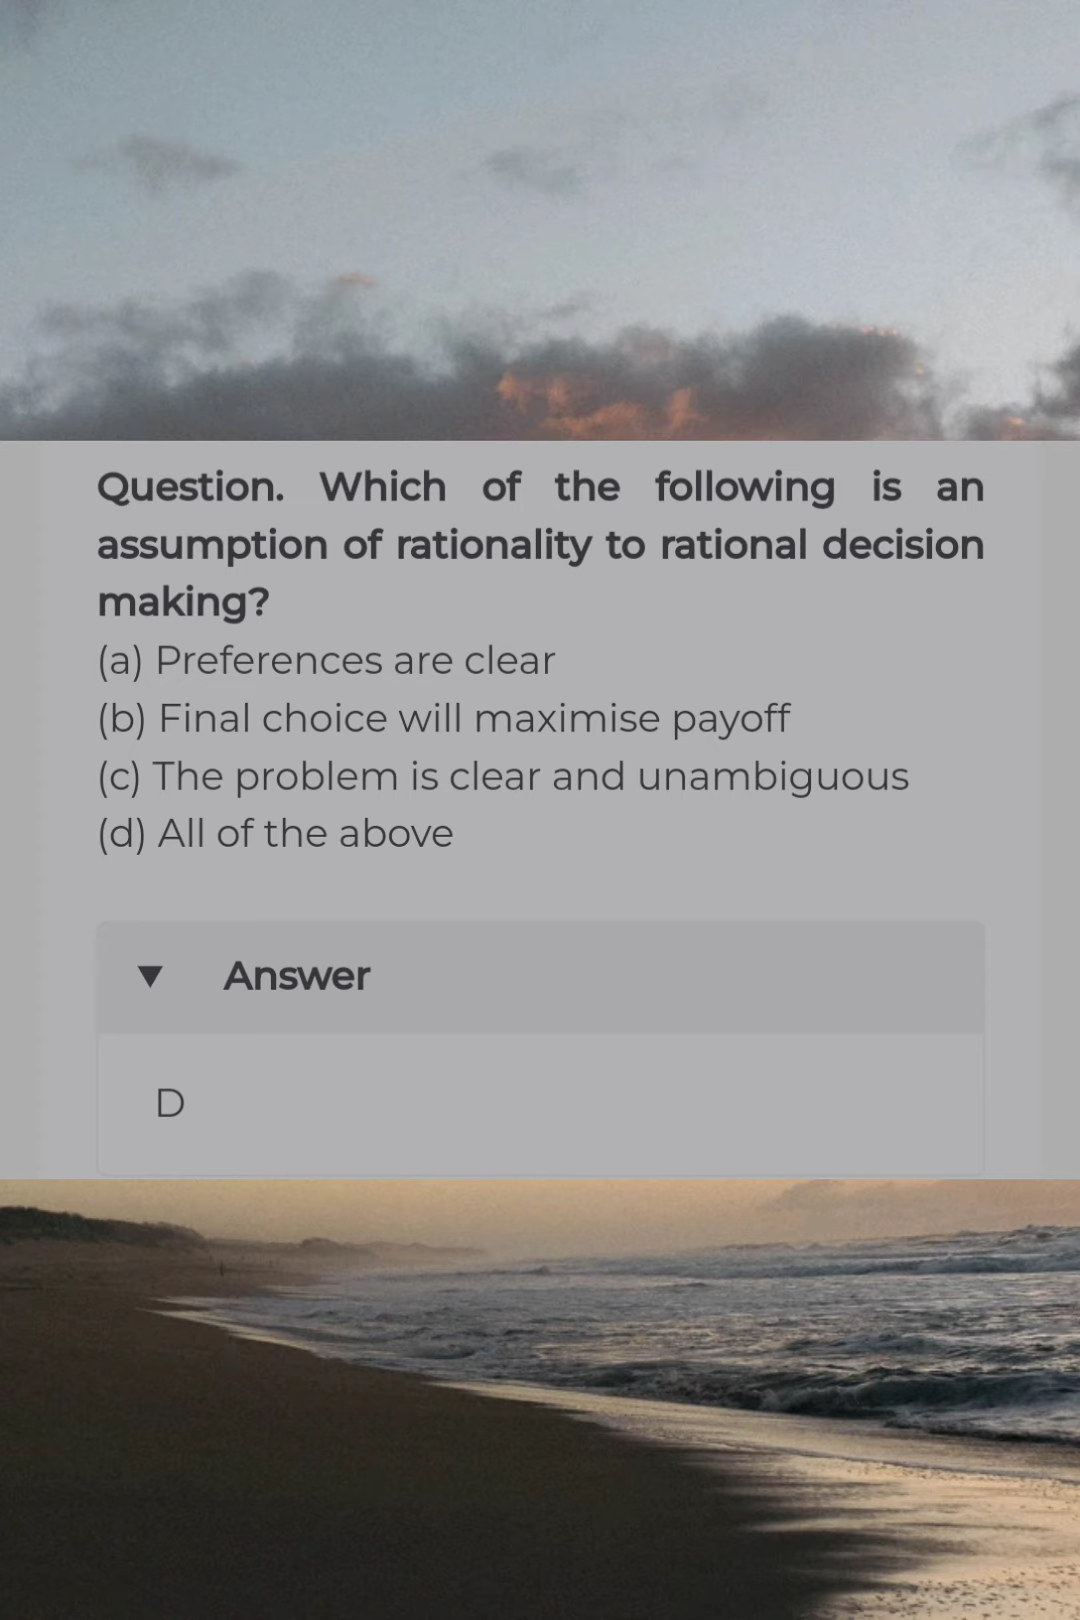 Question. Which of the following is an
assumption of rationality to rational decision
making?
(a) Preferences are clear
(b) Final choice will maximise payoff
(c) The problem is clear and unambiguous
(d) All of the above
▼ Answer
D